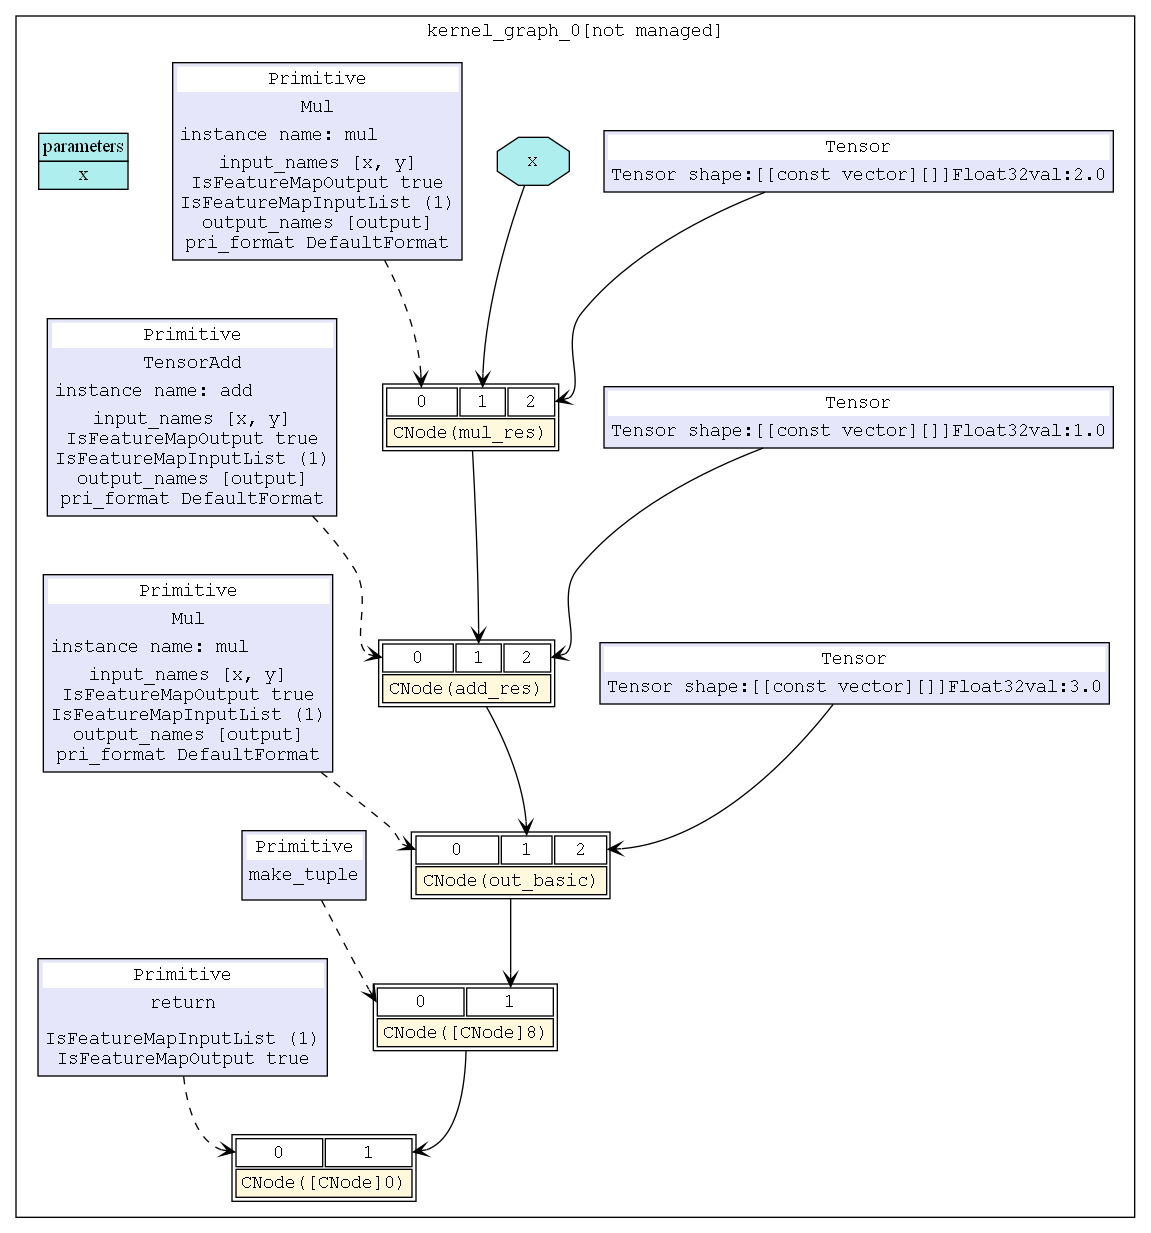 kernel_graph_0[not managed]
Primitive
Mul
instance name: mul
input_names [x, y]
IsFeatureMapOutput true
IsFeatureMapInputList (1)
output_names [output]
pri_format DefaultFormat
parameters
x
x
Tensor
Tensor shape:[[const vector][]]Float32val:2.0
Primitive
TensorAdd
instance name: add
input_names [x, y]
IsFeatureMapOutput true
IsFeatureMapInputList (1)
output_names [output]
pri_format DefaultFormat
0 1 2
CNode(mul_res)
Tensor
Tensor shape:[[const vector][]]Float32val:1.0
Primitive
Mul
instance name: mul
input_names [x, y]
IsFeatureMapOutput true
IsFeatureMapInputList (1)
output_names [output]
pri_format DefaultFormat
0 1 2
CNode(add_res)
Tensor
Tensor shape:[[const vector][]]Float32val:3.0
Primitive
make_tuple
0 1 2
CNode(out_basic)
Primitive
return
IsFeatureMapInputList (1)
IsFeatureMapOutput true
0 1
CNode([CNode]8)
0 1
CNode([CNode]0)